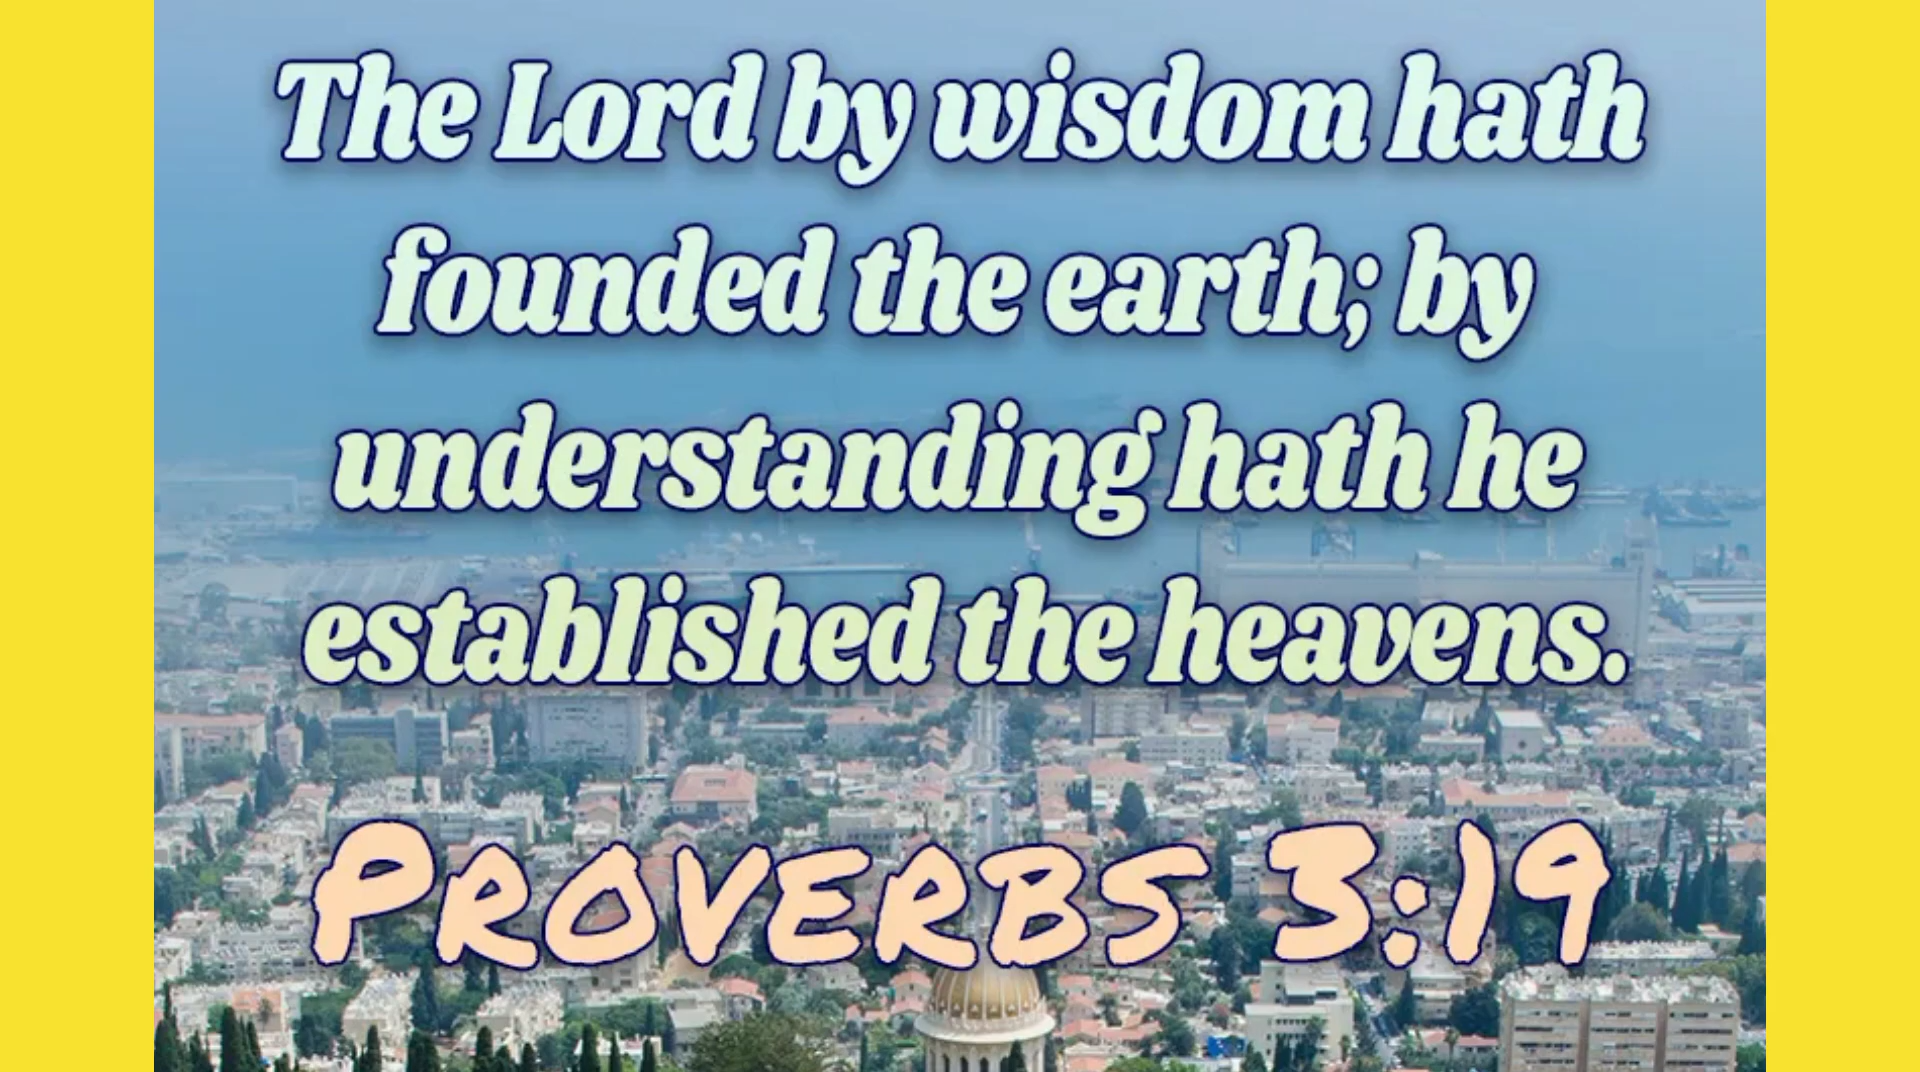 The Lord by wisdom hath
founded the earth; by
understanding hath he
established the heavens.
PROVERBS 3:19